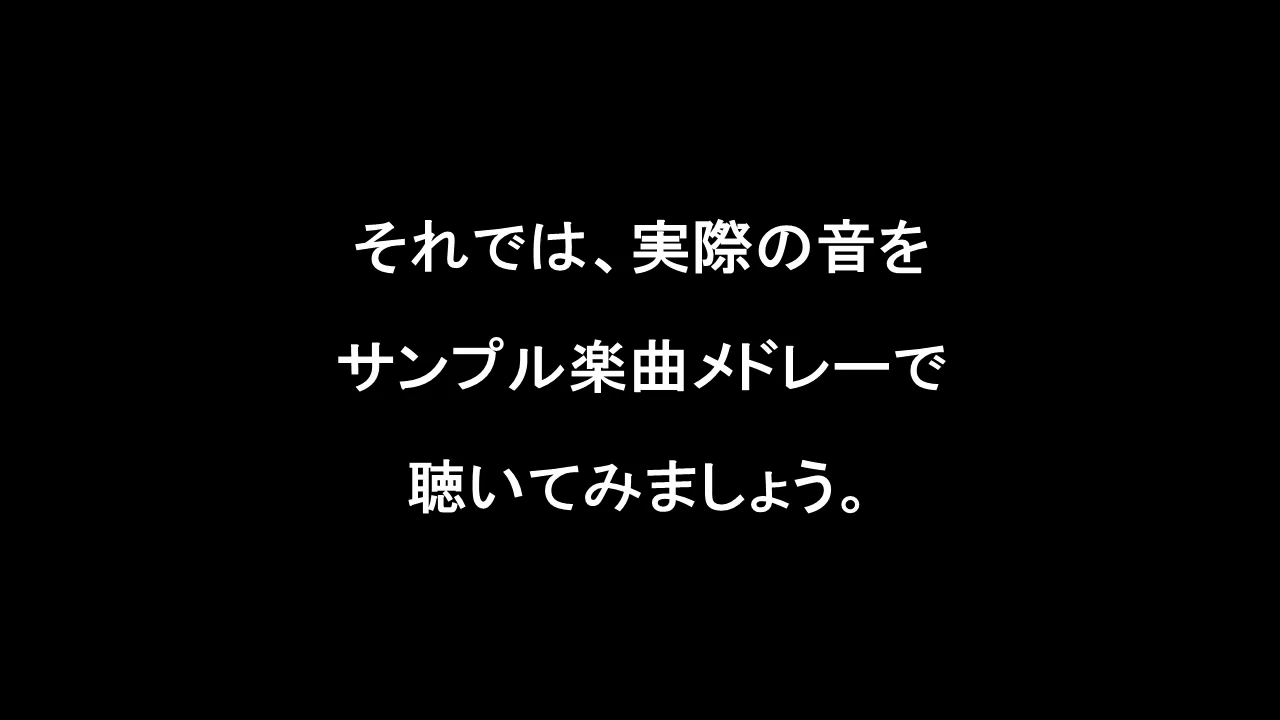 それでは、実際の音を
サンプル楽曲メドレーで
聴いてみましょう。